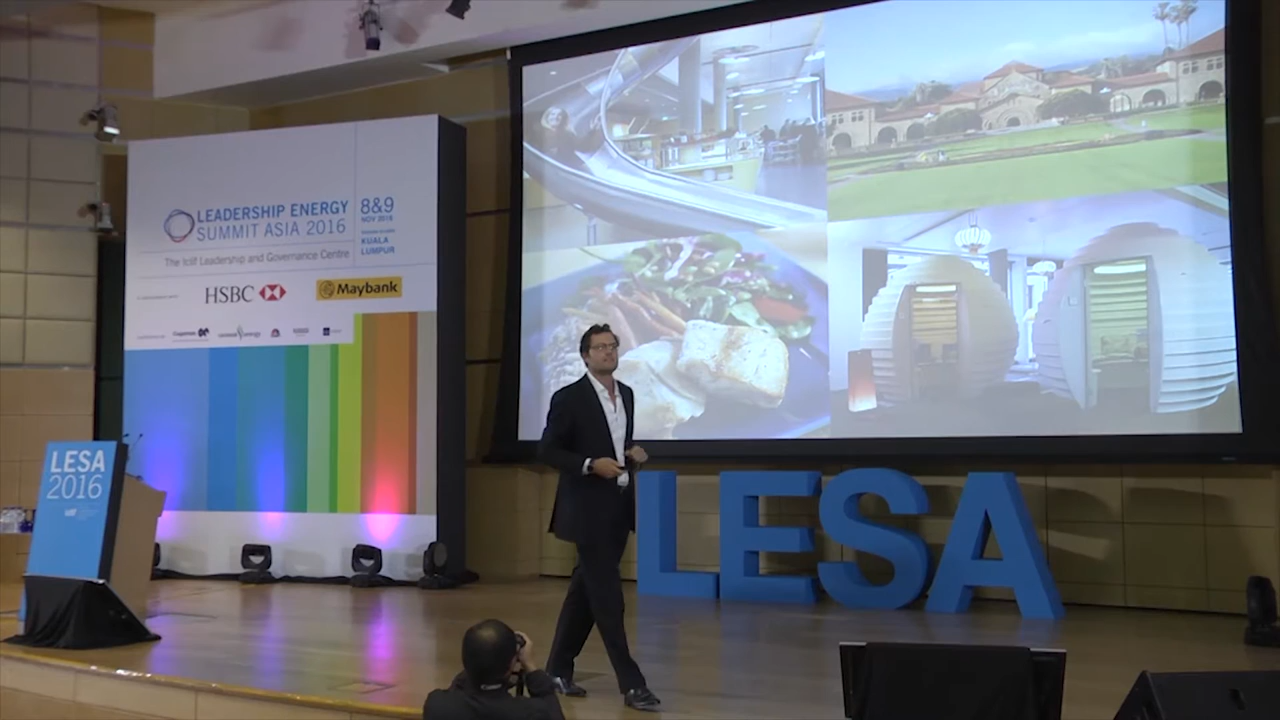 LEADERSHIP ENERGY
SUMMIT ASIA 2016
8&9
NOV 2016
KUALA
LUMPUR
The Iclif Leadership and Governance Centre
HSBC
Maybank
LESA
2016
LESA